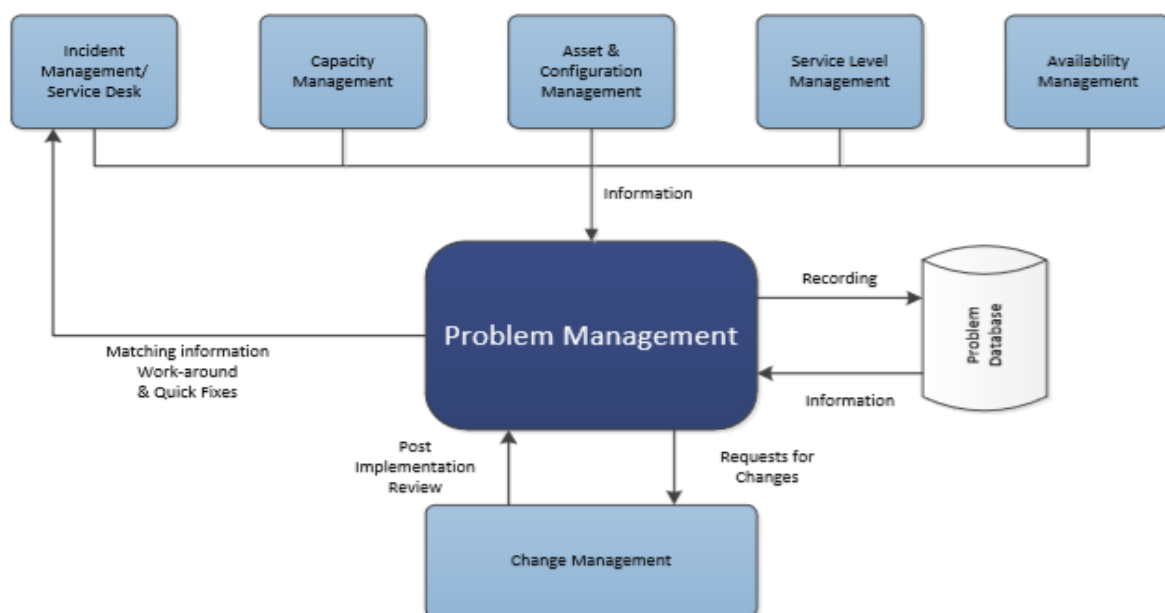 Incident
Management/
Service Desk
Capacity
Management
Asset &
Configuration
Management
Service Level
Management
Availability
Management
Information
Problem Management
Recording
Problem
Database
Information
Matching information
Work-around
& Quick Fixes
Post
Implementation
Review
Requests for
Changes
Change Management